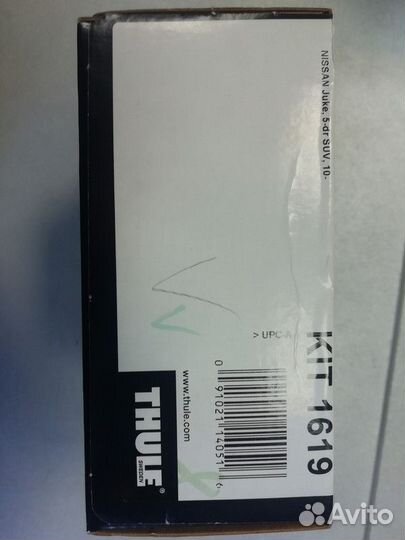 NISSAN Juke, 5-dr SUV, 10-
KIT 1619
> UPC-A
0 91021 14051 6
www.thule.com
THULE®
SWEDEN
Avito